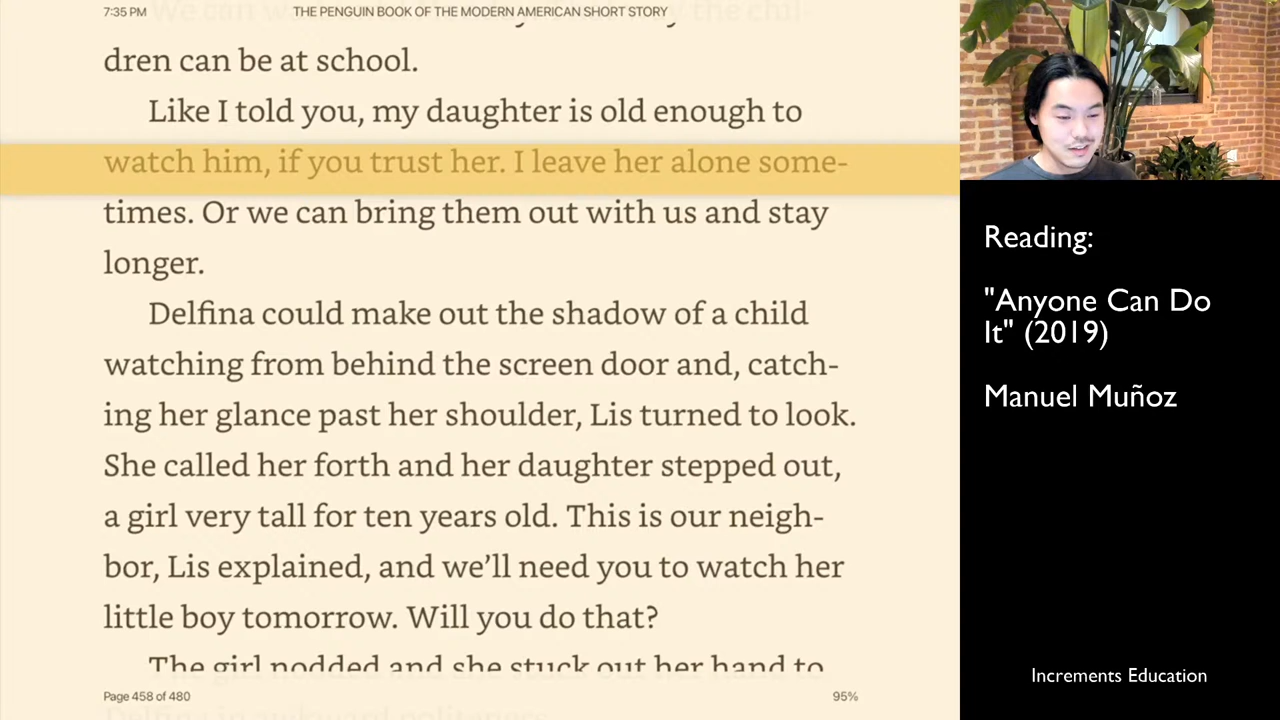 7:35 PM
THE PENGUIN BOOK OF THE MODERN AMERICAN SHORT STORY
dren can be at school.
Like I told you, my daughter is old enough to
watch him, if you trust her. I leave her alone some-
times. Or we can bring them out with us and stay
longer.
Delfina could make out the shadow of a child
watching from behind the screen door and, catch-
ing her glance past her shoulder, Lis turned to look.
She called her forth and her daughter stepped out,
a girl very tall for ten years old. This is our neigh-
bor, Lis explained, and we’ll need you to watch her
little boy tomorrow. Will you do that?
The girl nodded and she stuck out her hand to
Delfina in awkward politeness.
Page 458 of 480
95%
Reading:
"Anyone Can Do
It" (2019)
Manuel Muñoz
Increments Education